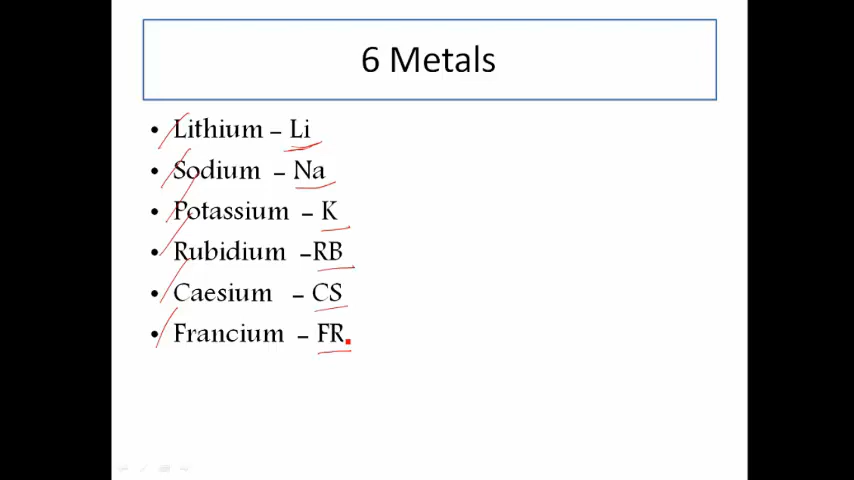 6 Metals
• Lithium – Li
• Sodium – Na
• Potassium – K
• Rubidium –RB
• Caesium – CS
• Francium – FR